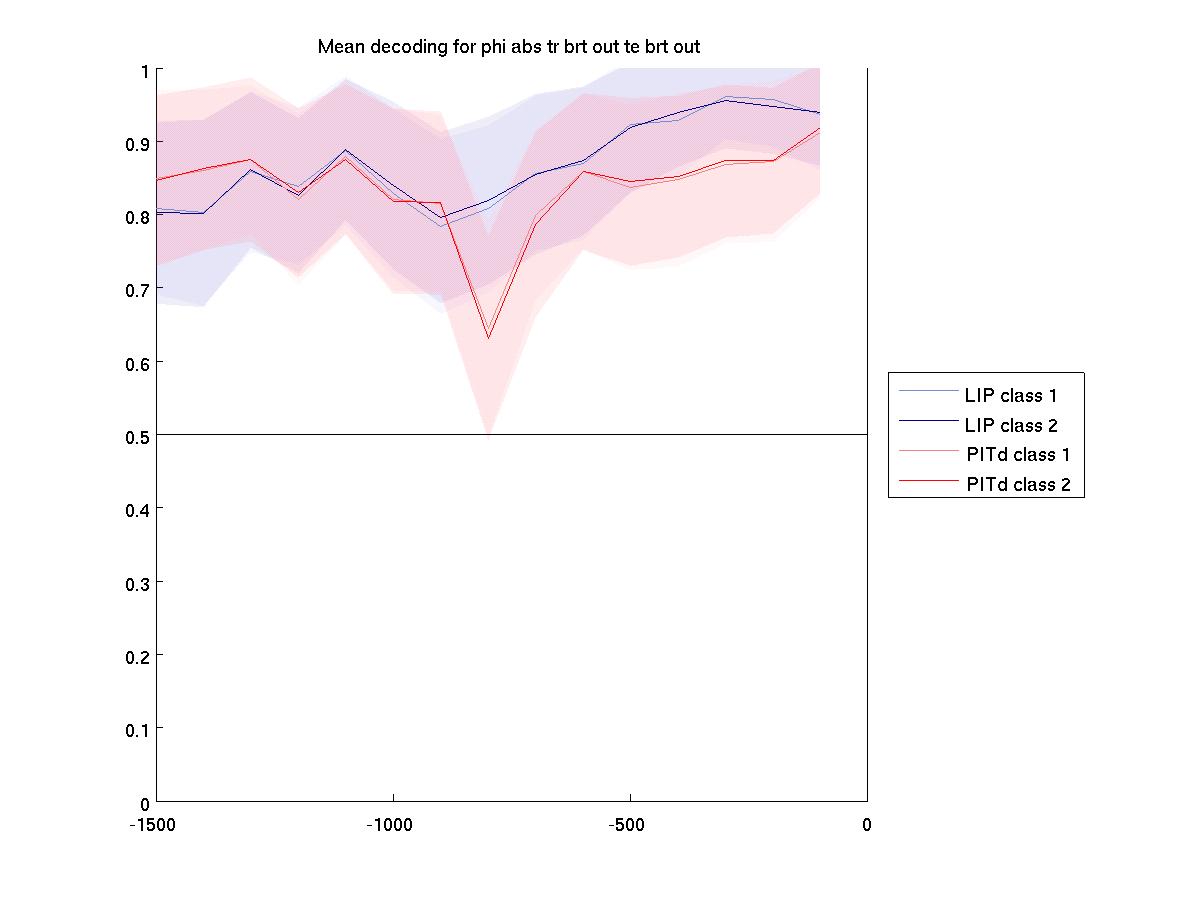 Mean decoding for phi abs tr brt out te brt out
1
0.9
0.8
0.7
0.6
0.5
0.4
0.3
0.2
0.1
0
-1500 -1000 -500 0
LIP class 1
LIP class 2
PITd class 1
PITd class 2